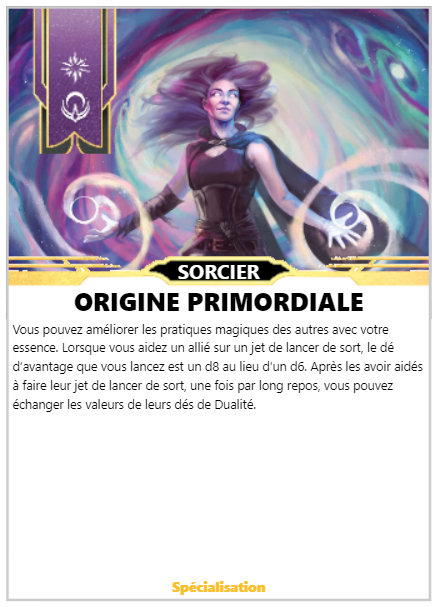 SORCIER
ORIGINE PRIMORDIALE
Vous pouvez améliorer les pratiques magiques des autres avec votre
essence. Lorsque vous aidez un allié sur un jet de lancer de sort, le dé
d'avantage que vous lancez est un d8 au lieu d'un d6. Après les avoir aidés
à faire leur jet de lancer de sort, une fois par long repos, vous pouvez
échanger les valeurs de leurs dés de Dualité.
Spécialisation